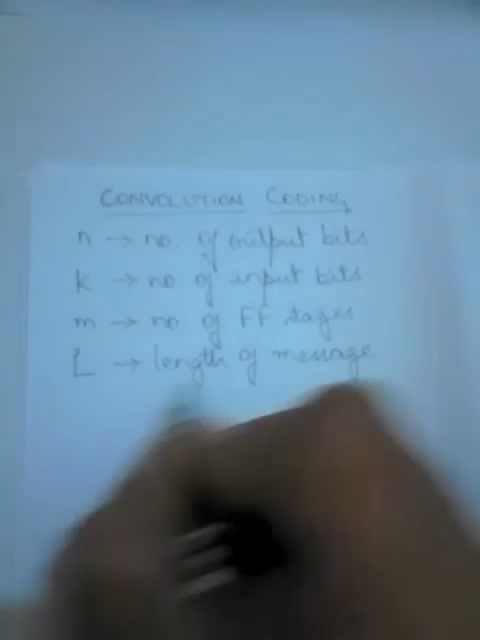 CONVOLUTION CODING
n → no. of output bits
k → no of input bits
m → no. of FF stages
L → length of message